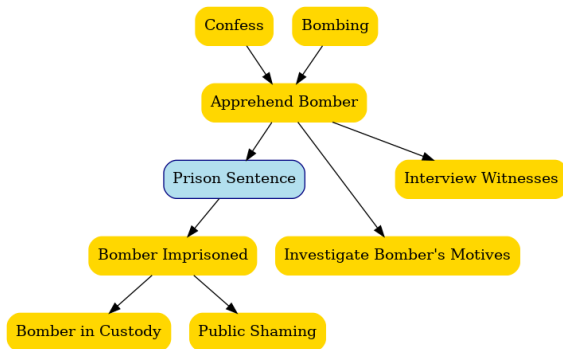 Confess
Bombing
Apprehend Bomber
Prison Sentence
Interview Witnesses
Bomber Imprisoned
Investigate Bomber's Motives
Bomber in Custody
Public Shaming